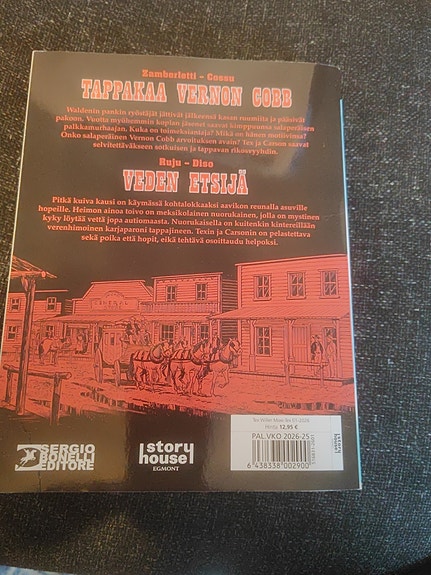 Zamberletti – Cossu
TAPPAKAA VERNON COBB
Waldenin pankin ryöstäjät jättivät jälkeensä kasan ruumiita ja pääsivät
pakoon. Vuotta myöhemmin koplan jäsenet saavat kimppuunsa salaperäisen
palkkamurhaajan. Kuka on toimeksiantaja? Mikä on hänen motiivinsa?
Onko salaperäinen Vernon Cobb arvoituksen avain? Tex ja Carson saavat
selvitettäväkseen sotkuisen ja tappavan rikosvyyhdin.
Ruju – Diso
VEDEN ETSIJÄ
Pitkä kuiva kausi on käymässä kohtalokkaaksi aavikon reunalla asuville
hopeille. Heimon ainoa toivo on meksikolainen nuorukainen, jolla on mystinen
kyky löytää vettä jopa autiomaasta. Nuorukaisella on kuitenkin kintereillään
verenhimoinen karjaparoni tappajineen. Texin ja Carsonin on pelastettava
sekä poika että hopit, eikä tehtävä osoittaudu helpoksi.
SERGIO
BONELLI
EDITORE
story
house
EGMONT
Hinta 12,95 €
PAL.VKO 2026-25
6 438338 002900
story
house